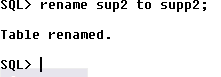 SQL> rename sup2 to supp2;
Table renamed.
SQL>